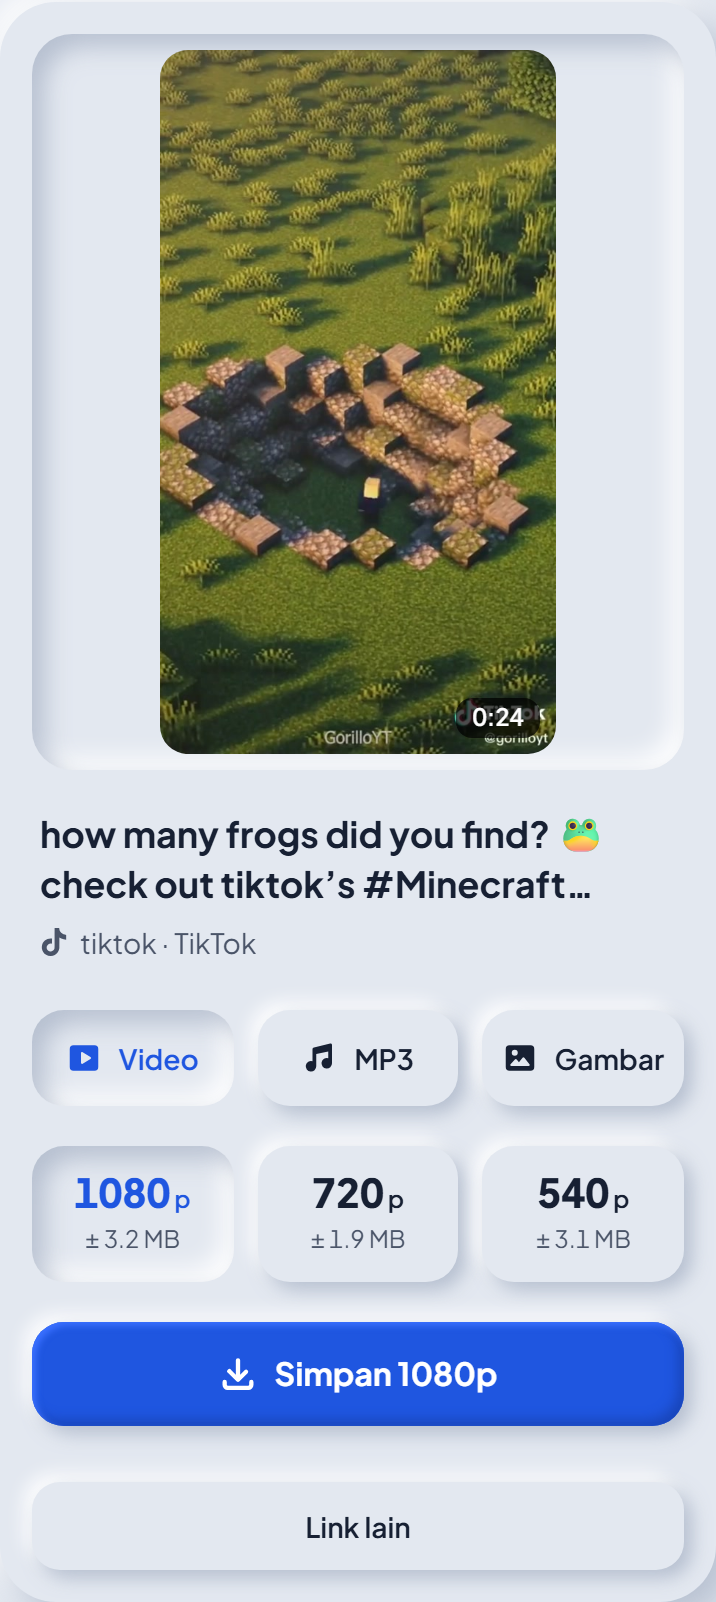 GorilloYT
0:24
@gorilloyt
how many frogs did you find? 🐸
check out tiktok’s #Minecraft...
tiktok · TikTok
Video
MP3
Gambar
1080p
± 3.2 MB
720p
± 1.9 MB
540p
± 3.1 MB
Simpan 1080p
Link lain